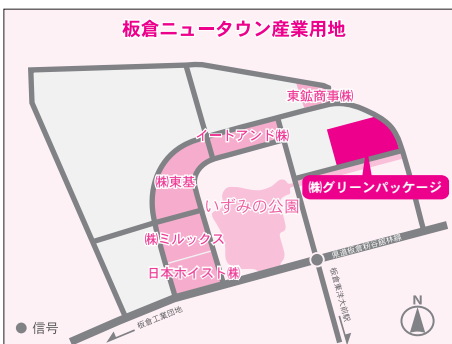 板倉ニュータウン産業用地
東鉱商事㈱
イートアンド㈱
㈱東基
㈱グリーンパッケージ
いずみの公園
㈱ミルックス
日本ホイスト㈱
県道板倉籾谷館林線
板倉東洋大前駅
板倉工業団地
信号
N